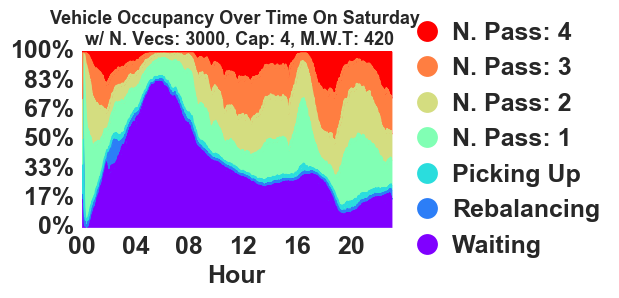 Vehicle Occupancy Over Time On Saturday
w/ N. Vecs: 3000, Cap: 4, M.W.T: 420
100%
83%
67%
50%
33%
17%
0%
00 04 08 12 16 20
Hour
N. Pass: 4
N. Pass: 3
N. Pass: 2
N. Pass: 1
Picking Up
Rebalancing
Waiting